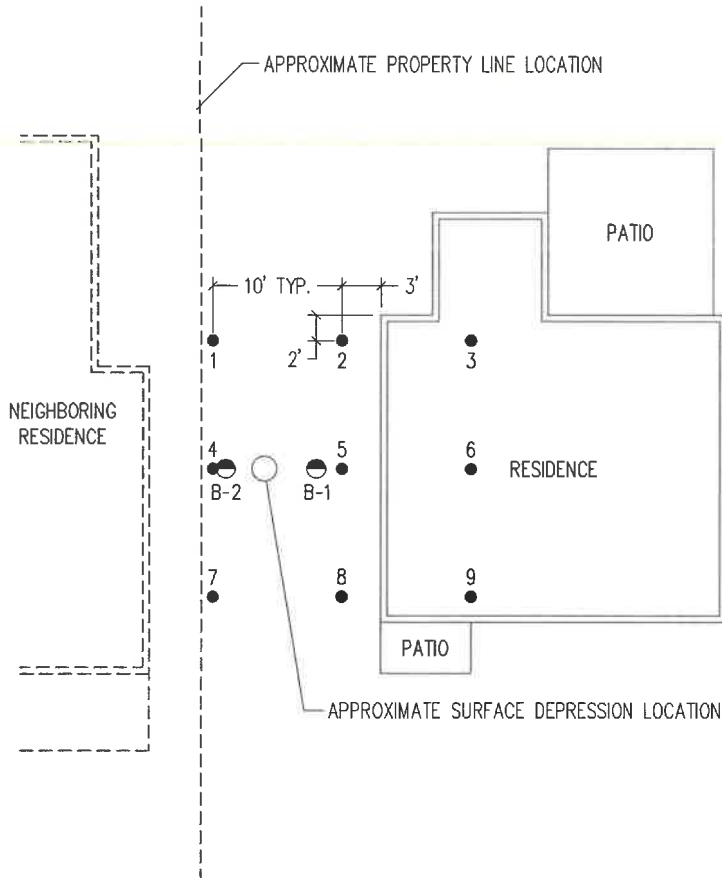 APPROXIMATE PROPERTY LINE LOCATION
PATIO
10' TYP.
3'
2'
1
2
3
NEIGHBORING
RESIDENCE
4
5
6
RESIDENCE
B-2
B-1
7
8
9
PATIO
APPROXIMATE SURFACE DEPRESSION LOCATION